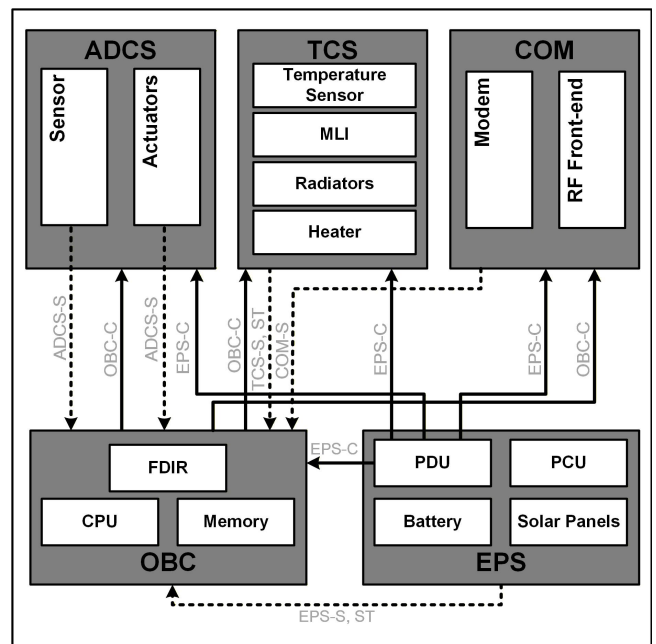 ADCS
Sensor
Actuators
TCS
Temperature
Sensor
MLI
Radiators
Heater
COM
Modem
RF Front-end
ADCS-S
OBC-C
ADCS-S
EPS-C
OBC-C
TCS-S, ST
COM-S
EPS-C
EPS-C
OBC-C
FDIR
CPU
Memory
OBC
EPS-C
PDU
PCU
Battery
Solar Panels
EPS
EPS-S, ST